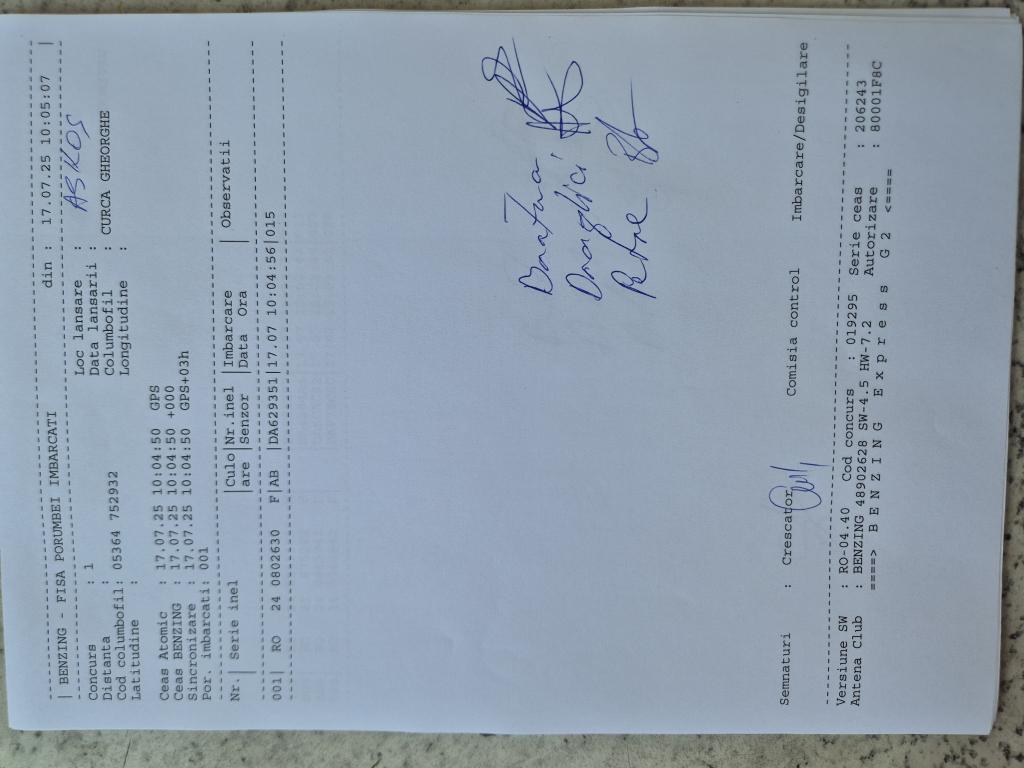 | BENZING - FISA PORUMBEI IMBARCATI din : 17.07.25 10:05:07 |
Concurs : 1 Loc lansare : ASKOS
Distanta : Data lansarii :
Cod columbofil: 05364 752932 Columbofil : CURCA GHEORGHE
Latitudine : Longitudine :
Ceas Atomic : 17.07.25 10:04:50 GPS
Ceas BENZING : 17.07.25 10:04:50 +000
Sincronizare : 17.07.25 10:04:50 GPS+03h
Por. imbarcati: 001
Nr.| Serie inel |Culo|Nr.inel |Imbarcare | Observatii
|are |Senzor |Data Ora |
001| RO 24 0802630 F|AB |DA629351|17.07 10:04:56|015
Petre
Semnaturi : Crescator Comisia control Imbarcare/Desigilare
Versiune SW : RO-04.40 Cod concurs : 019295 Serie ceas : 206243
Antena Club : BENZING 48902628 SW-4.5 HW-7.2 Autorizare : 80001F8C
====> B E N Z I N G E x p r e s s G 2 <====